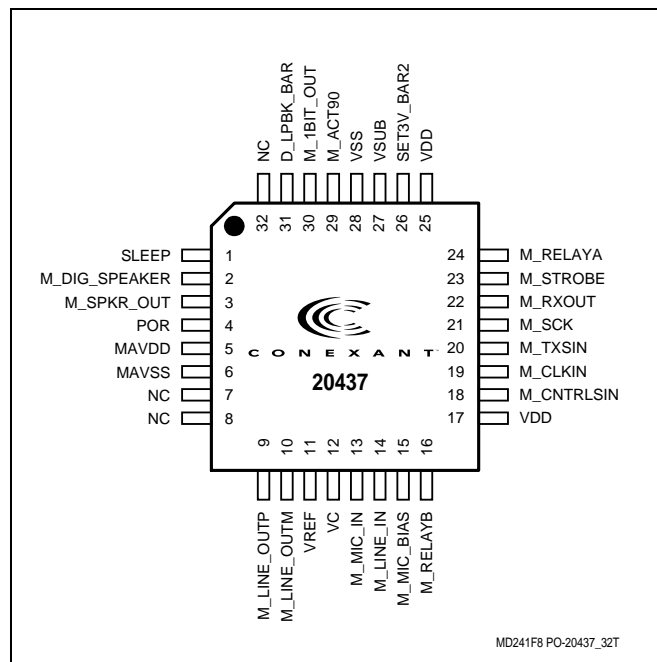 NC
D_LPBK_BAR
M_1BIT_OUT
M_ACT90
VSS
VSUB
SET3V_BAR2
VDD
32
31
30
29
28
27
26
25
SLEEP 1
M_DIG_SPEAKER 2
M_SPKR_OUT 3
POR 4
MAVDD 5
MAVSS 6
NC 7
NC 8
24 M_RELAYA
23 M_STROBE
22 M_RXOUT
21 M_SCK
20 M_TXSIN
19 M_CLKIN
18 M_CNTRLSIN
17 VDD
CONEXANT
20437
9
10
11
12
13
14
15
16
M_LINE_OUTP
M_LINE_OUTM
VREF
VC
M_MIC_IN
M_LINE_IN
M_MIC_BIAS
M_RELAYB
MD241F8 PO-20437_32T